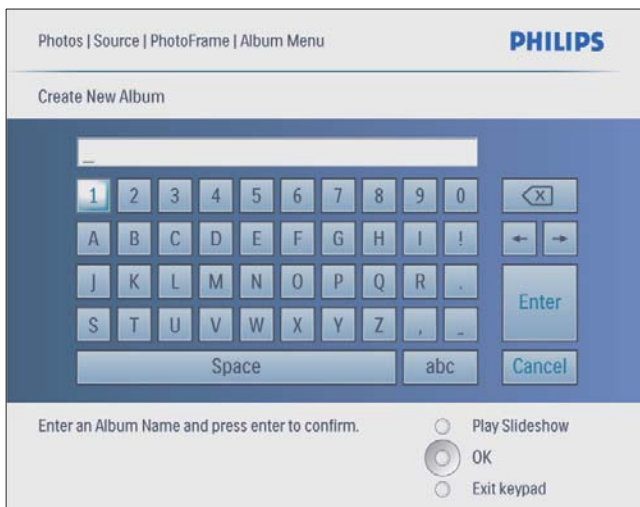 Photos | Source | PhotoFrame | Album Menu PHILIPS
Create New Album
_
1 2 3 4 5 6 7 8 9 0
A B C D E F G H I !
J K L M N O P Q R .
Enter
S T U V W X Y Z , _
Space abc Cancel
Enter an Album Name and press enter to confirm.
Play Slideshow
OK
Exit keypad